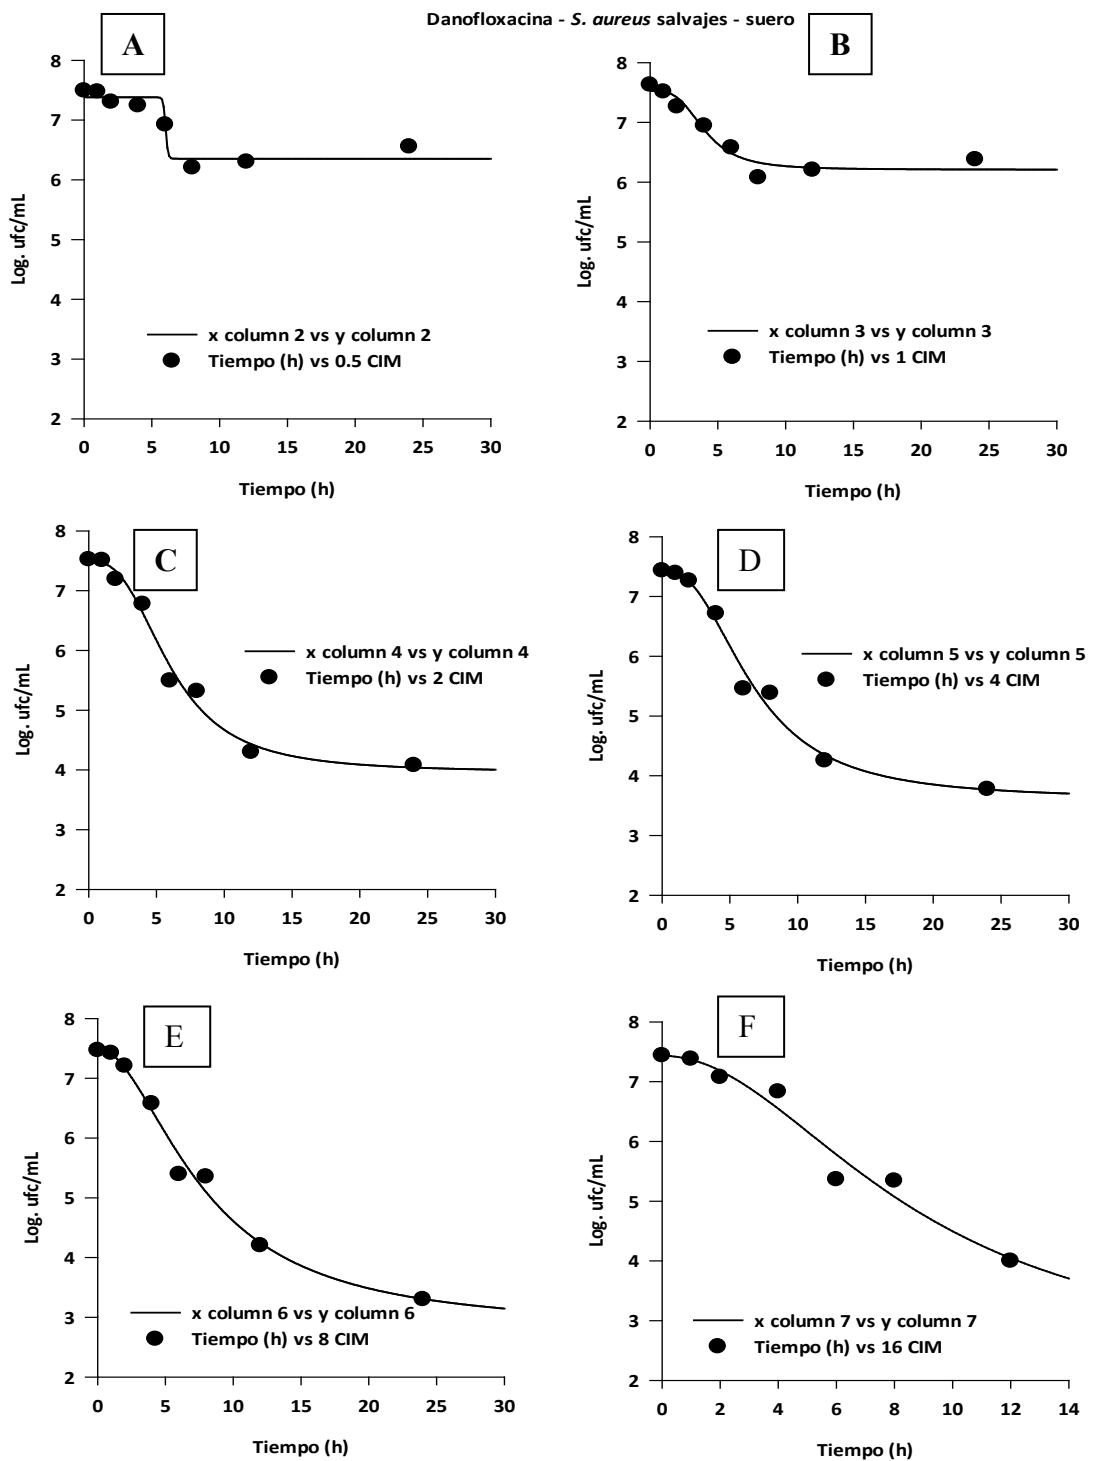 Danofloxacina - S. aureus salvajes - suero
A
8
7
6
5
4
3
2
Log. ufc/mL
x column 2 vs y column 2
Tiempo (h) vs 0.5 CIM
0 5 10 15 20 25 30
Tiempo (h)
B
8
7
6
5
4
3
2
Log. ufc/mL
x column 3 vs y column 3
Tiempo (h) vs 1 CIM
0 5 10 15 20 25 30
Tiempo (h)
C
8
7
6
5
4
3
2
Log. ufc/mL
x column 4 vs y column 4
Tiempo (h) vs 2 CIM
0 5 10 15 20 25 30
Tiempo (h)
D
8
7
6
5
4
3
2
Log. ufc/mL
x column 5 vs y column 5
Tiempo (h) vs 4 CIM
0 5 10 15 20 25 30
Tiempo (h)
E
8
7
6
5
4
3
2
Log. ufc/mL
x column 6 vs y column 6
Tiempo (h) vs 8 CIM
0 5 10 15 20 25 30
Tiempo (h)
F
8
7
6
5
4
3
2
Log. ufc/mL
x column 7 vs y column 7
Tiempo (h) vs 16 CIM
0 2 4 6 8 10 12 14
Tiempo (h)